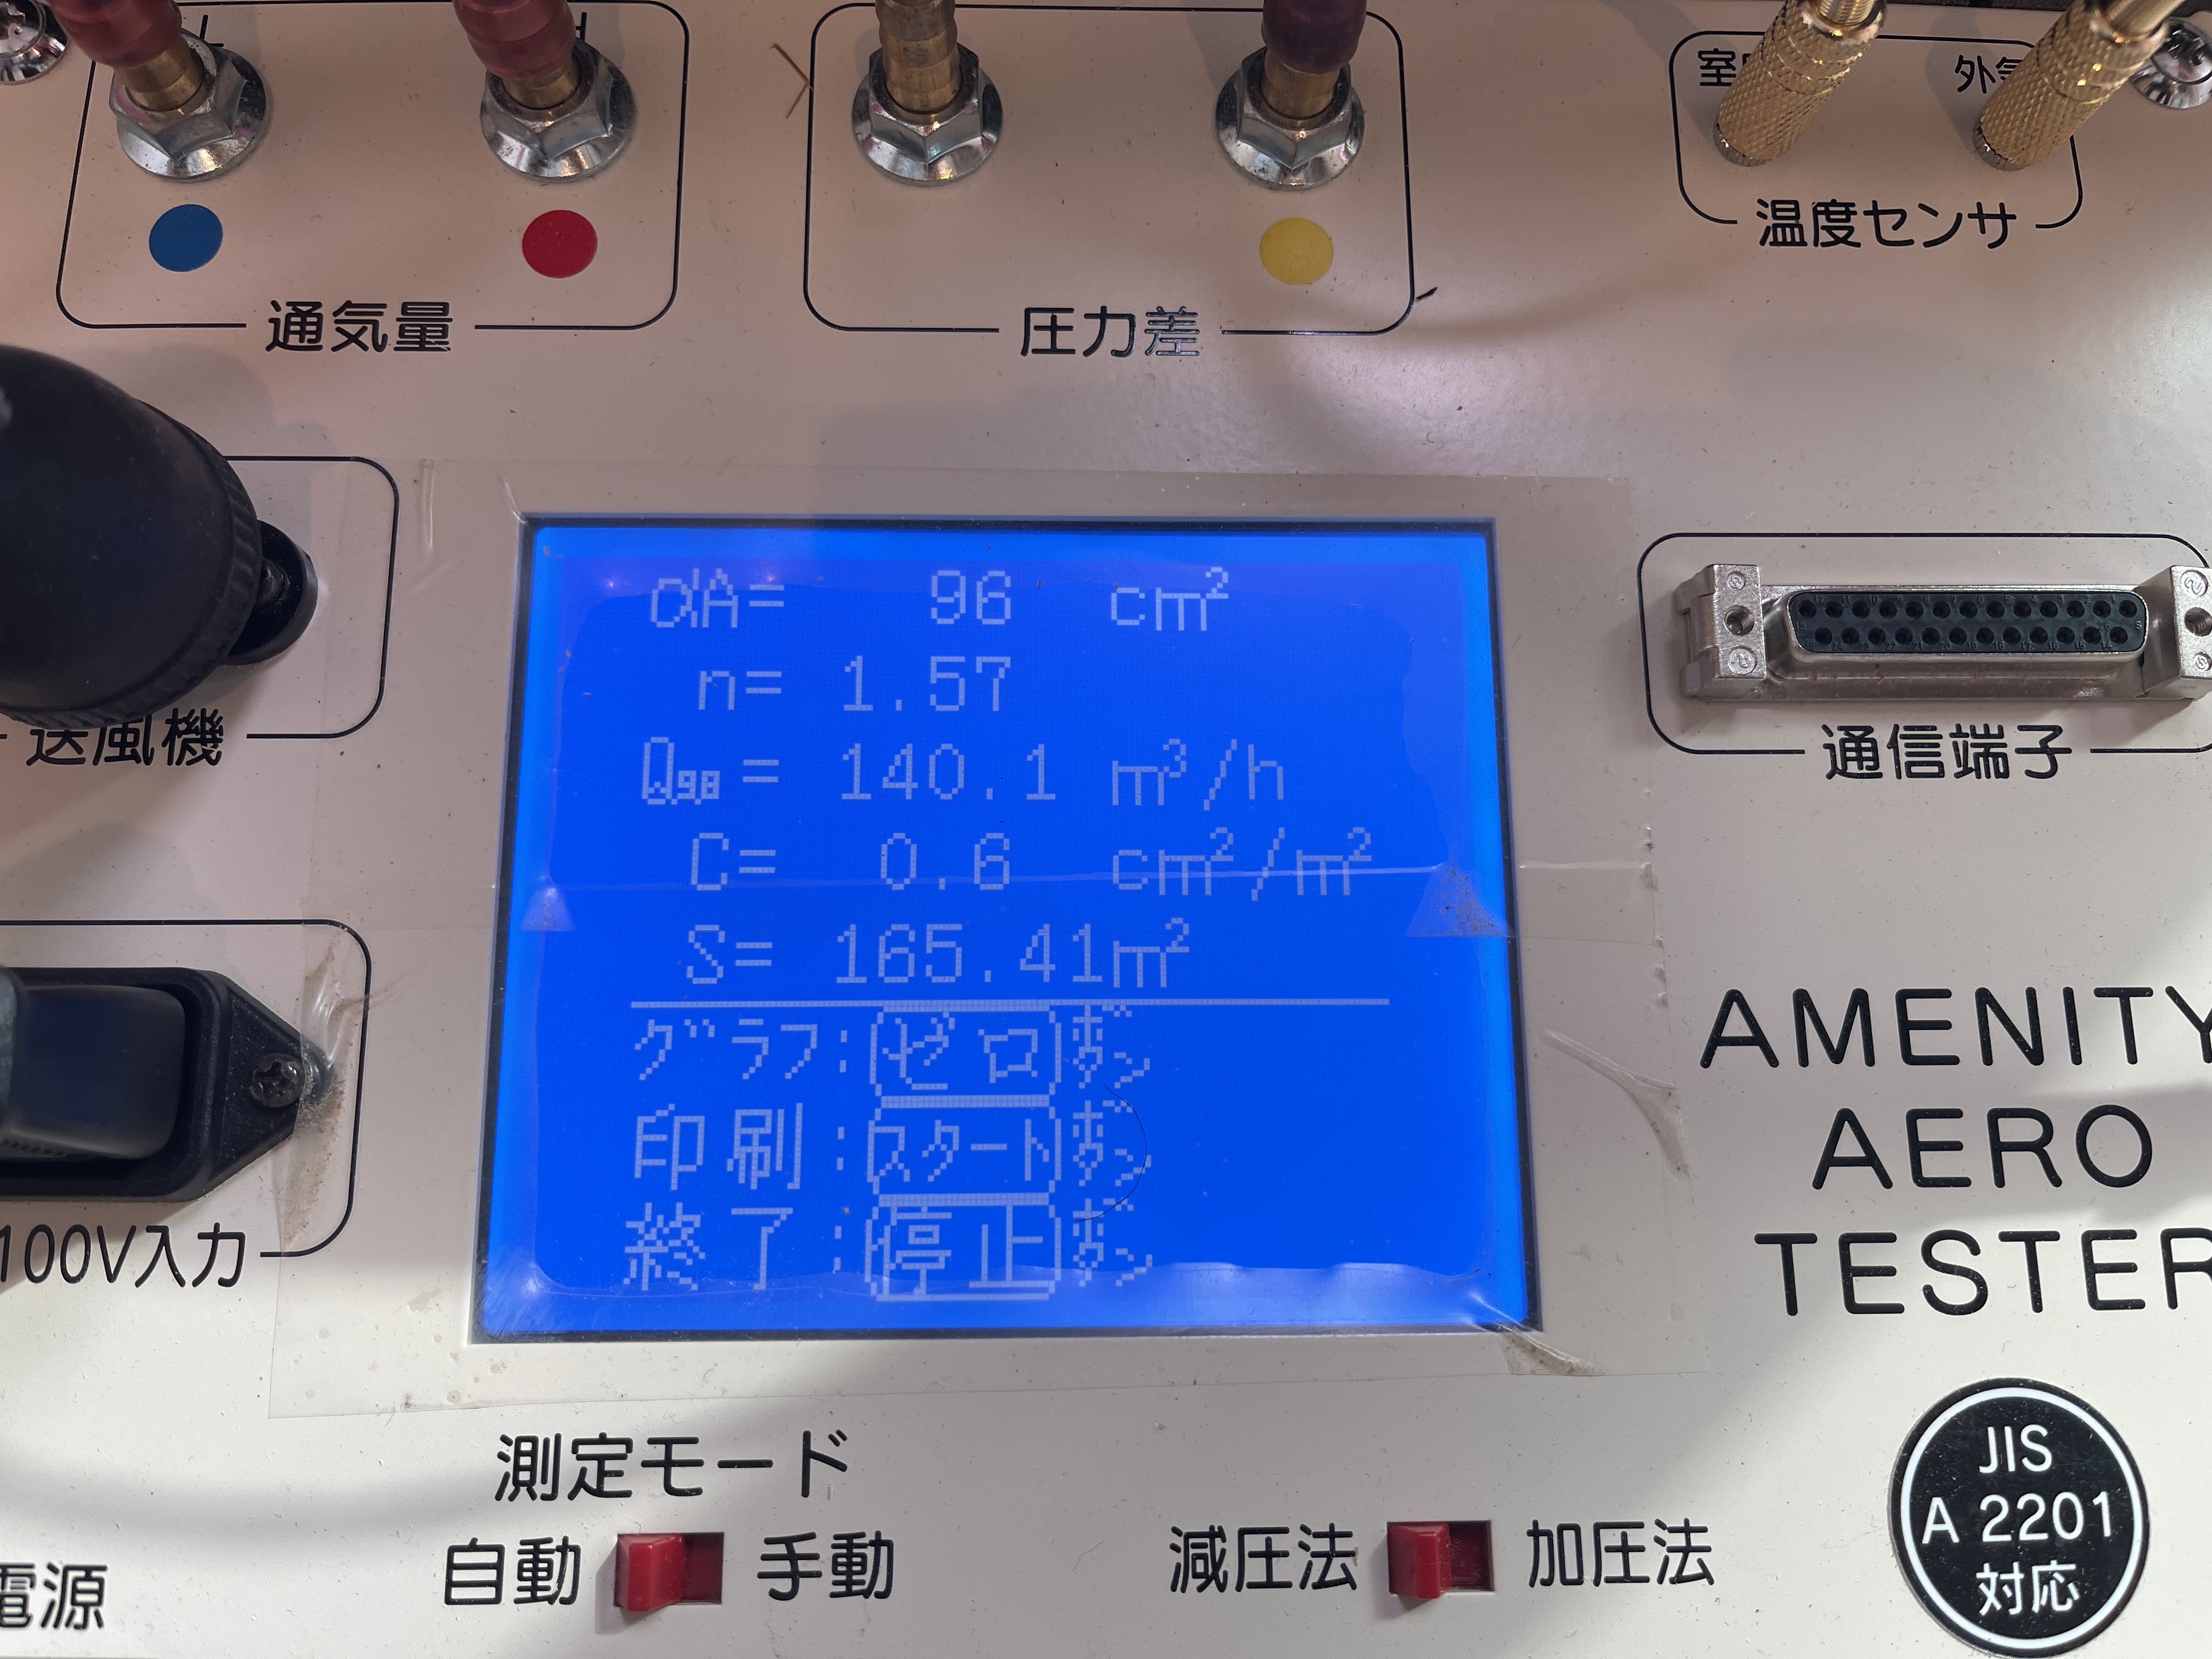 通気量
圧力差
温度センサ
送風機
通信端子
αA= 96 cm²
n= 1.57
Q9.8 = 140.1 m³/h
C= 0.6 cm²/m²
S= 165.41m²
グラフ:ゼロボタン
印刷:スタートボタン
終了:停止ボタン
100V入力
AMENITY
AERO
TESTER
測定モード
自動
手動
減圧法
加圧法
JIS
A 2201
対応
電源